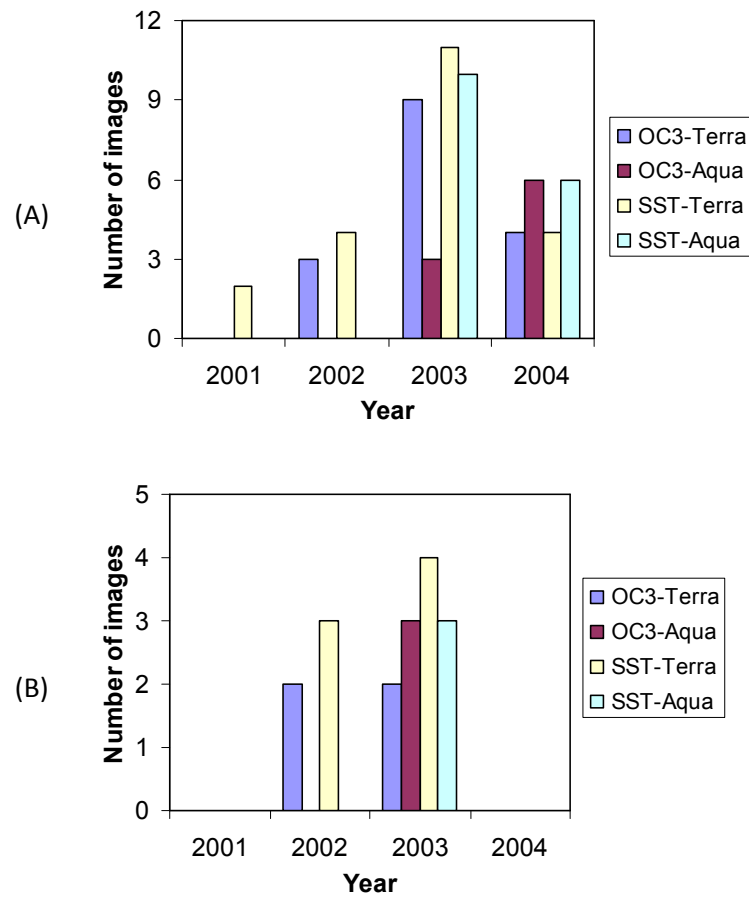 (A)
Number of images
12
9
6
3
0
2001 2002 2003 2004
Year
OC3-Terra
OC3-Aqua
SST-Terra
SST-Aqua
(B)
Number of images
5
4
3
2
1
0
2001 2002 2003 2004
Year
OC3-Terra
OC3-Aqua
SST-Terra
SST-Aqua